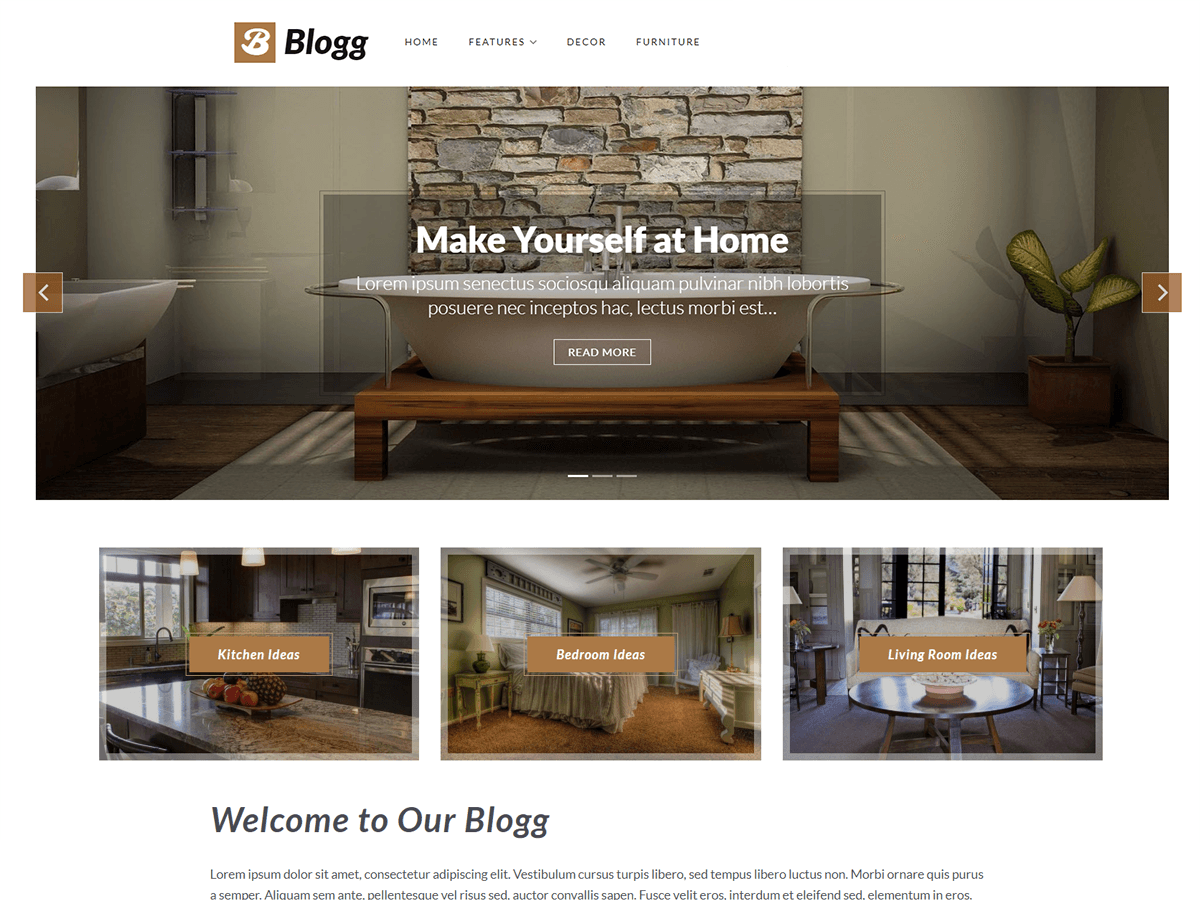 B Blogg
HOME FEATURES DECOR FURNITURE
Make Yourself at Home
Lorem ipsum senectus sociosqu aliquam pulvinar nibh lobortis
posuere nec inceptos hac, lectus morbi est...
READ MORE
Kitchen Ideas
Bedroom Ideas
Living Room Ideas
Welcome to Our Blogg
Lorem ipsum dolor sit amet, consectetur adipiscing elit. Vestibulum cursus turpis libero, sed tempus libero luctus non. Morbi ornare quis purus
a semper. Aliquam sem ante, pellentesque vel risus sed, auctor convallis sapien. Fusce velit eros, interdum et eleifend sed, elementum in eros.